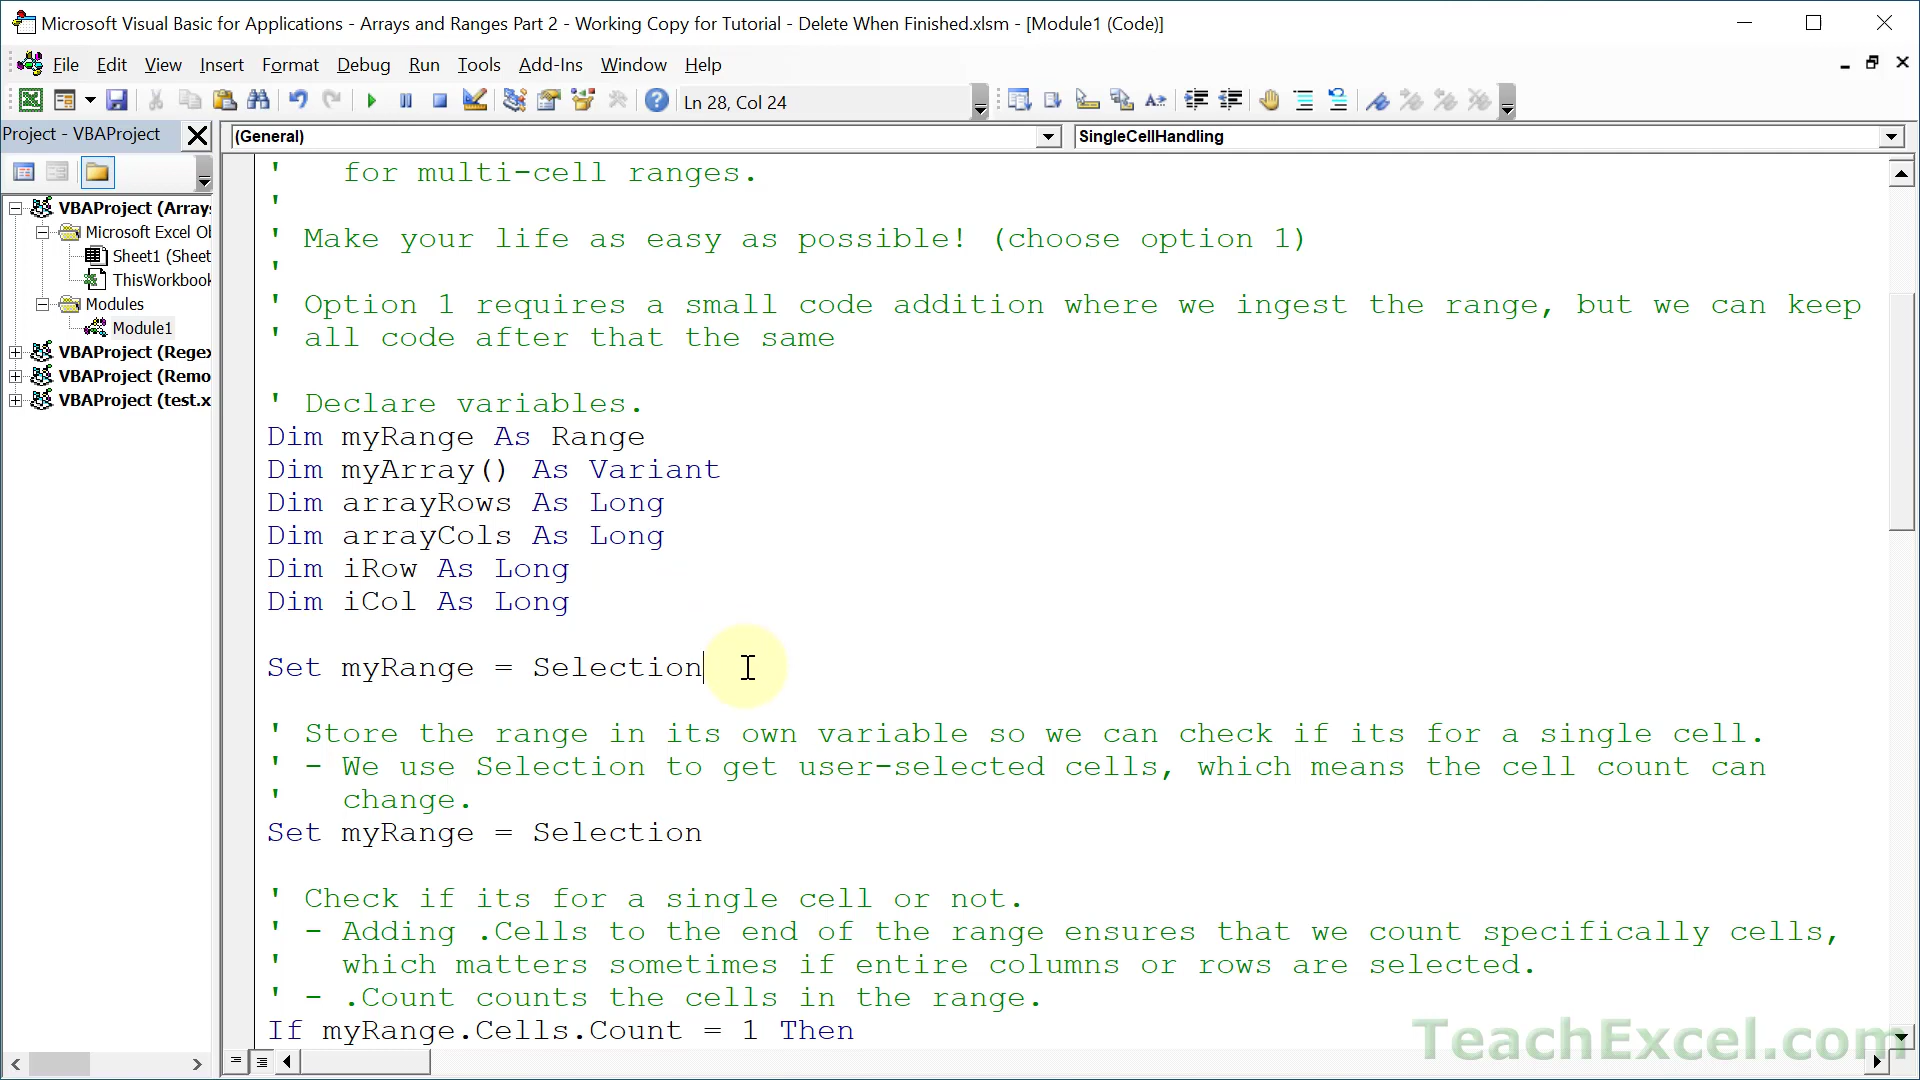 Microsoft Visual Basic for Applications - Arrays and Ranges Part 2 - Working Copy for Tutorial - Delete When Finished.xlsm - [Module1 (Code)]
File Edit View Insert Format Debug Run Tools Add-Ins Window Help
Ln 28, Col 24
Project - VBAProject
(General) SingleCellHandling
VBAProject (Arrays
Microsoft Excel Ob
Sheet1 (Sheet
ThisWorkbook
Modules
Module1
VBAProject (Regex
VBAProject (Remo
VBAProject (test.x
'   for multi-cell ranges.
'
' Make your life as easy as possible! (choose option 1)
'
' Option 1 requires a small code addition where we ingest the range, but we can keep
' all code after that the same
' Declare variables.
Dim myRange As Range
Dim myArray() As Variant
Dim arrayRows As Long
Dim arrayCols As Long
Dim iRow As Long
Dim iCol As Long
Set myRange = Selection
' Store the range in its own variable so we can check if its for a single cell.
' - We use Selection to get user-selected cells, which means the cell count can
'   change.
Set myRange = Selection
' Check if its for a single cell or not.
' - Adding .Cells to the end of the range ensures that we count specifically cells,
'   which matters sometimes if entire columns or rows are selected.
' - .Count counts the cells in the range.
If myRange.Cells.Count = 1 Then
TeachExcel.com